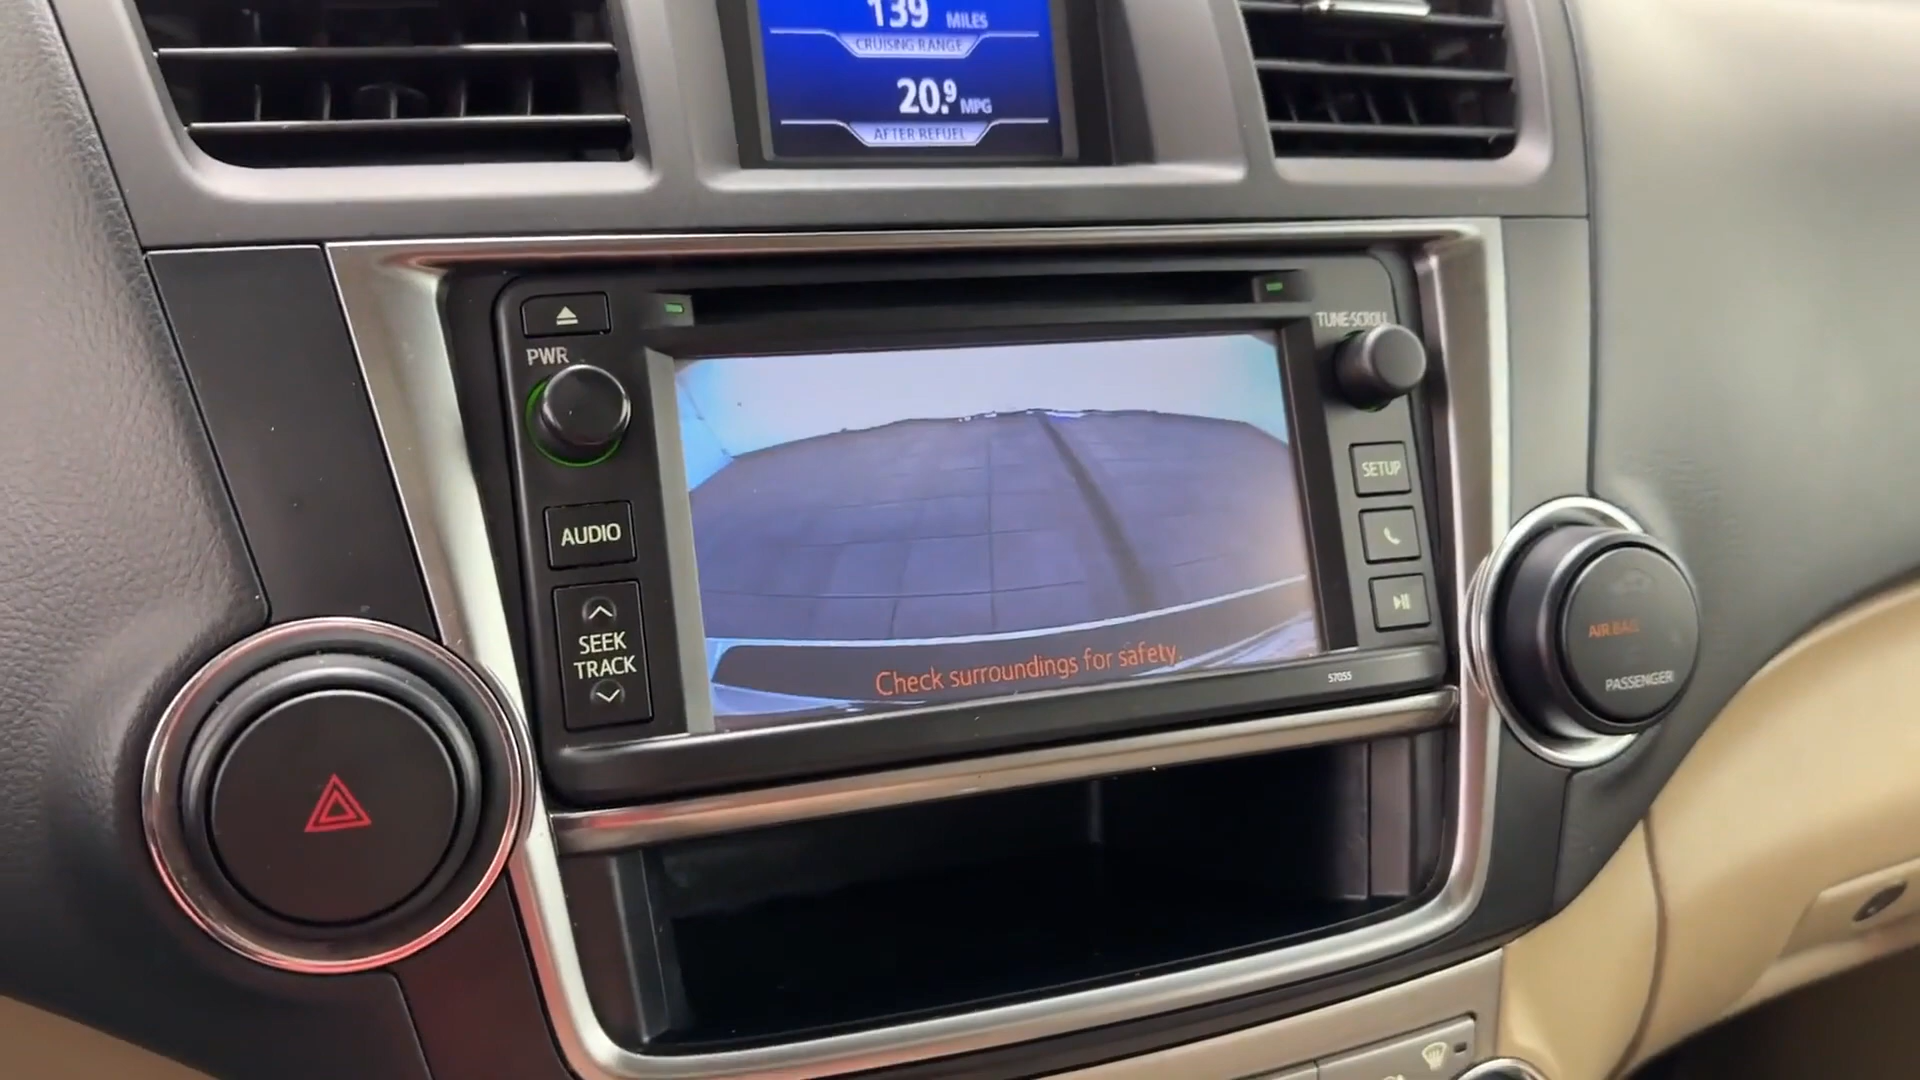 139 MILES
CRUISING RANGE
20.9 MPG
AFTER REFUEL
TUNE·SCROLL
PWR
SETUP
AUDIO
SEEK
TRACK
AIR BAG
Check surroundings for safety.
57055
PASSENGER